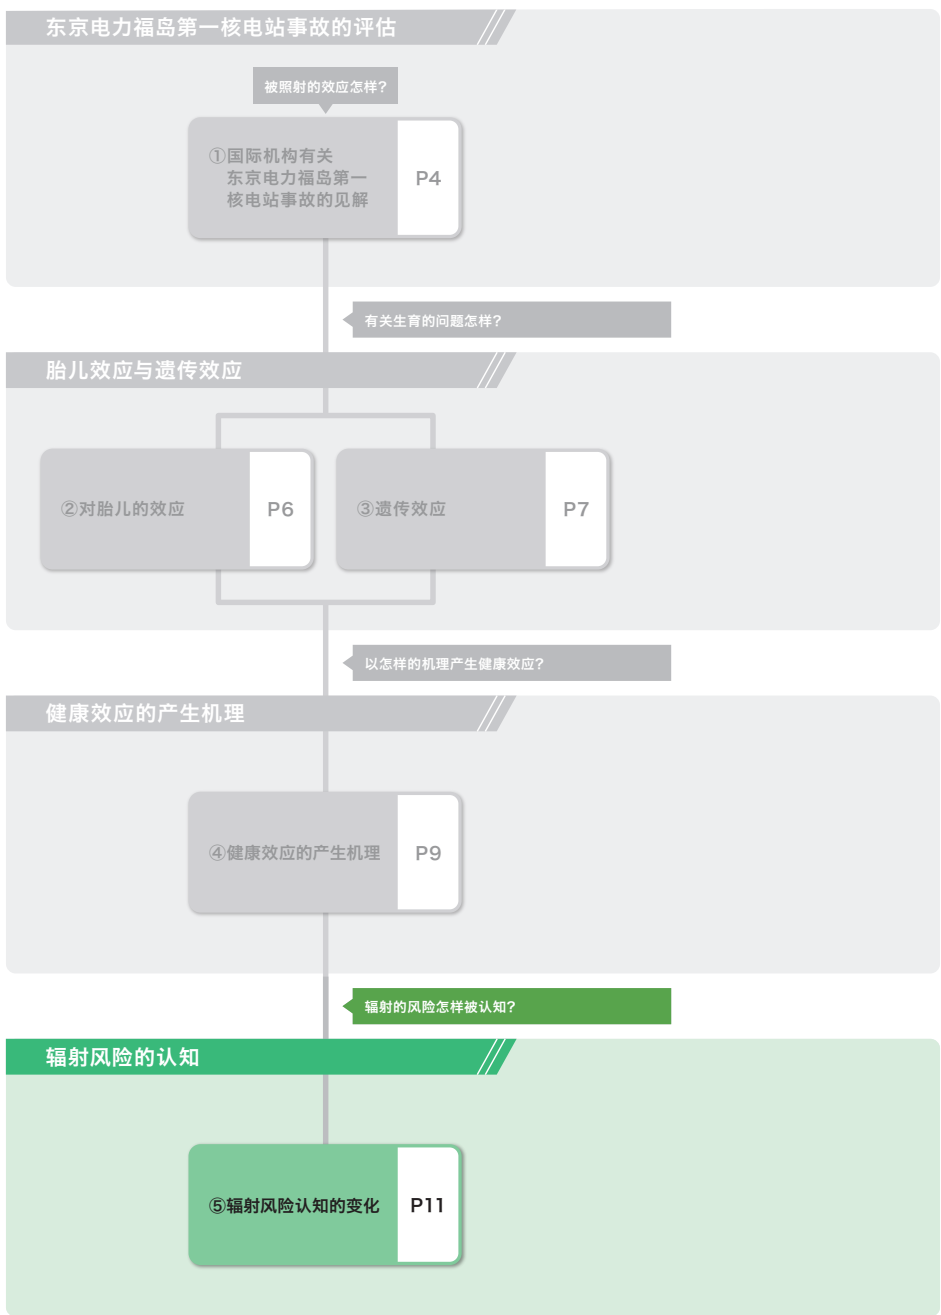 东京电力福岛第一核电站事故的评估
被照射的效应怎样?
①国际机构有关
东京电力福岛第一
核电站事故的见解
P4
有关生育的问题怎样?
胎儿效应与遗传效应
②对胎儿的效应
P6
③遗传效应
P7
以怎样的机理产生健康效应?
健康效应的产生机理
④健康效应的产生机理
P9
辐射的风险怎样被认知?
辐射风险的认知
⑤辐射风险认知的变化
P11